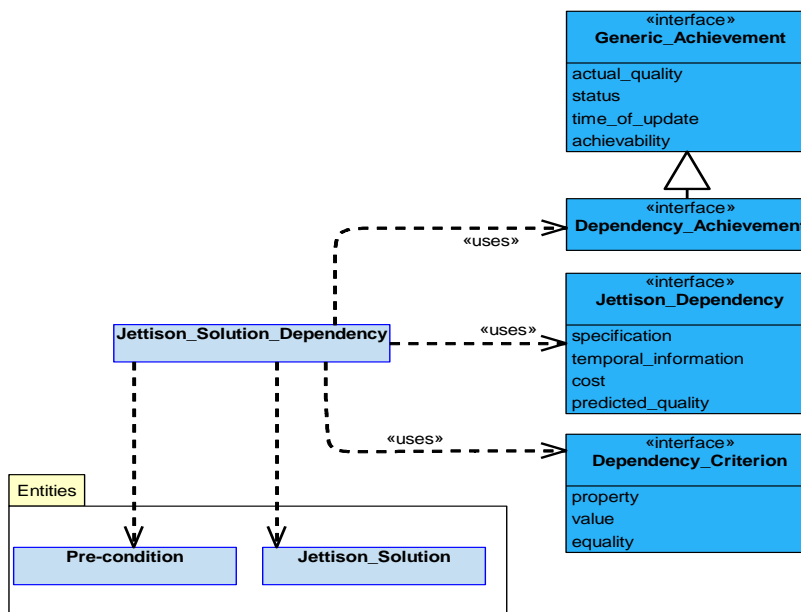 «interface»
Generic_Achievement
actual_quality
status
time_of_update
achievability
«interface»
Dependency_Achievement
«uses»
«interface»
Jettison_Dependency
specification
temporal_information
cost
predicted_quality
«uses»
Jettison_Solution_Dependency
«uses»
«interface»
Dependency_Criterion
property
value
equality
Entities
Pre-condition
Jettison_Solution